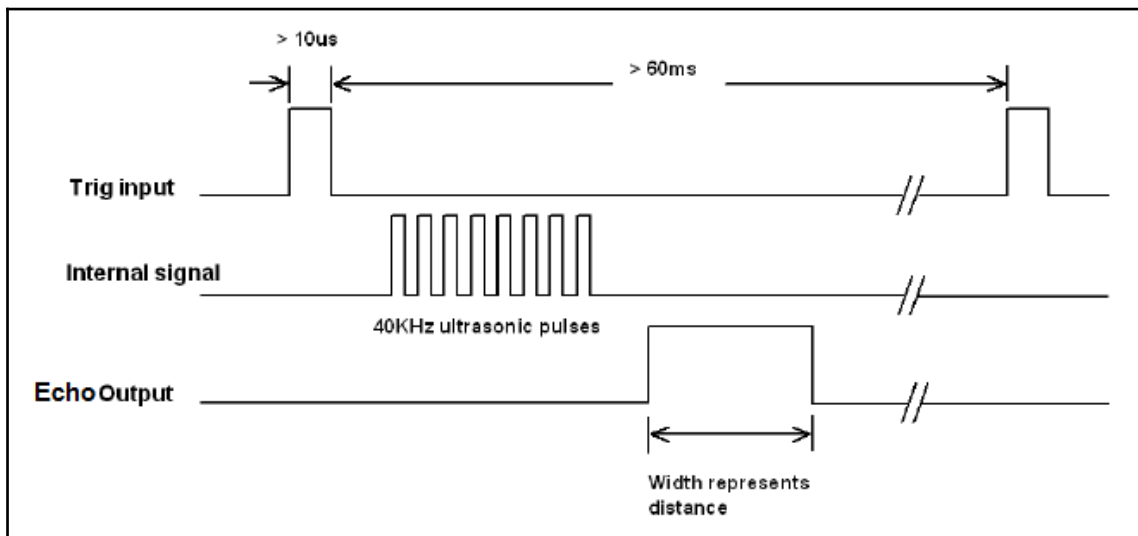 > 10us
> 60ms
Trig input
Internal signal
40KHz ultrasonic pulses
Echo Output
Width represents
distance